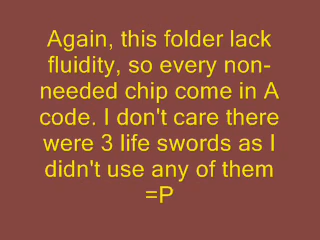 Again, this folder lack
fluidity, so every non-
needed chip come in A
code. I don't care there
were 3 life swords as I
didn't use any of them
=P